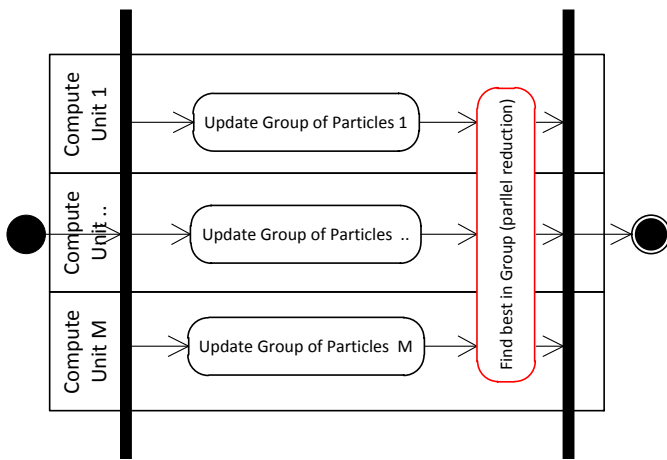 Compute
Unit 1
Update Group of Particles 1
Compute
Unit ..
Update Group of Particles ..
Compute
Unit M
Update Group of Particles M
Find best in Group (parllel reduction)